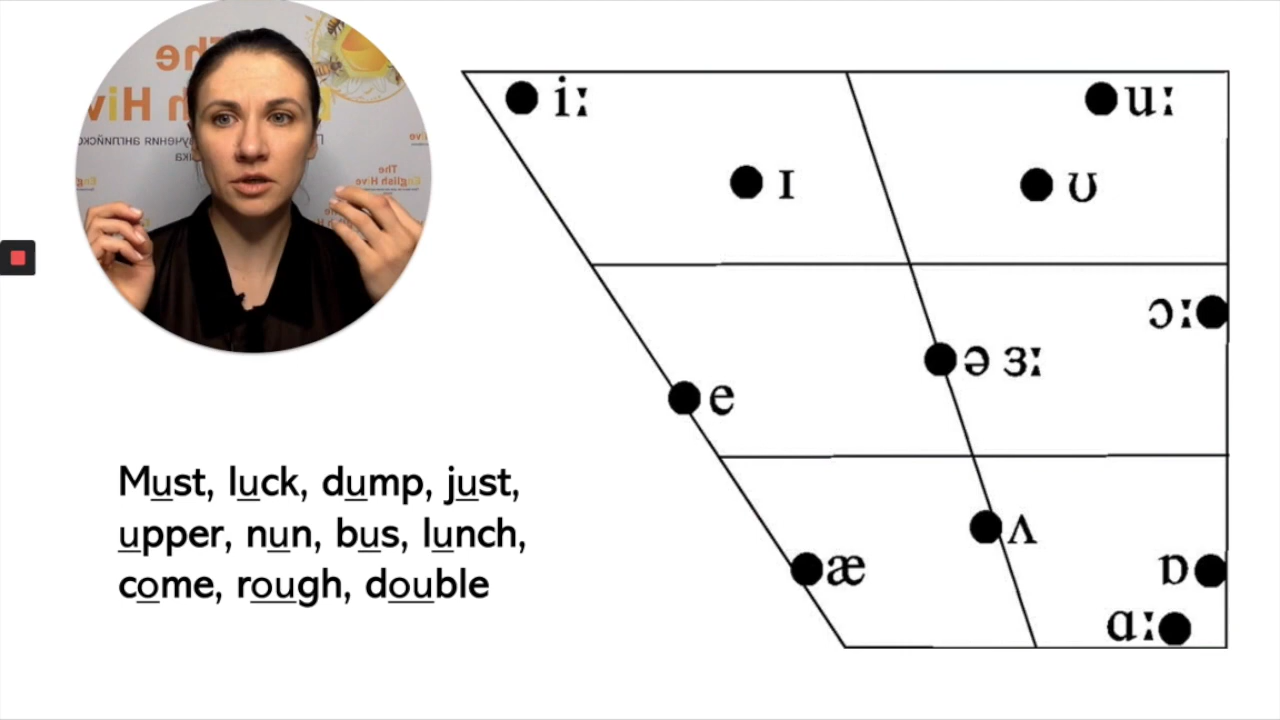 The
The
English Hive
iː
uː
ɪ
ʊ
ɔː
ə ɜː
e
ʌ
æ
ɒ
ɑː
Must, luck, dump, just,
upper, nun, bus, lunch,
come, rough, double